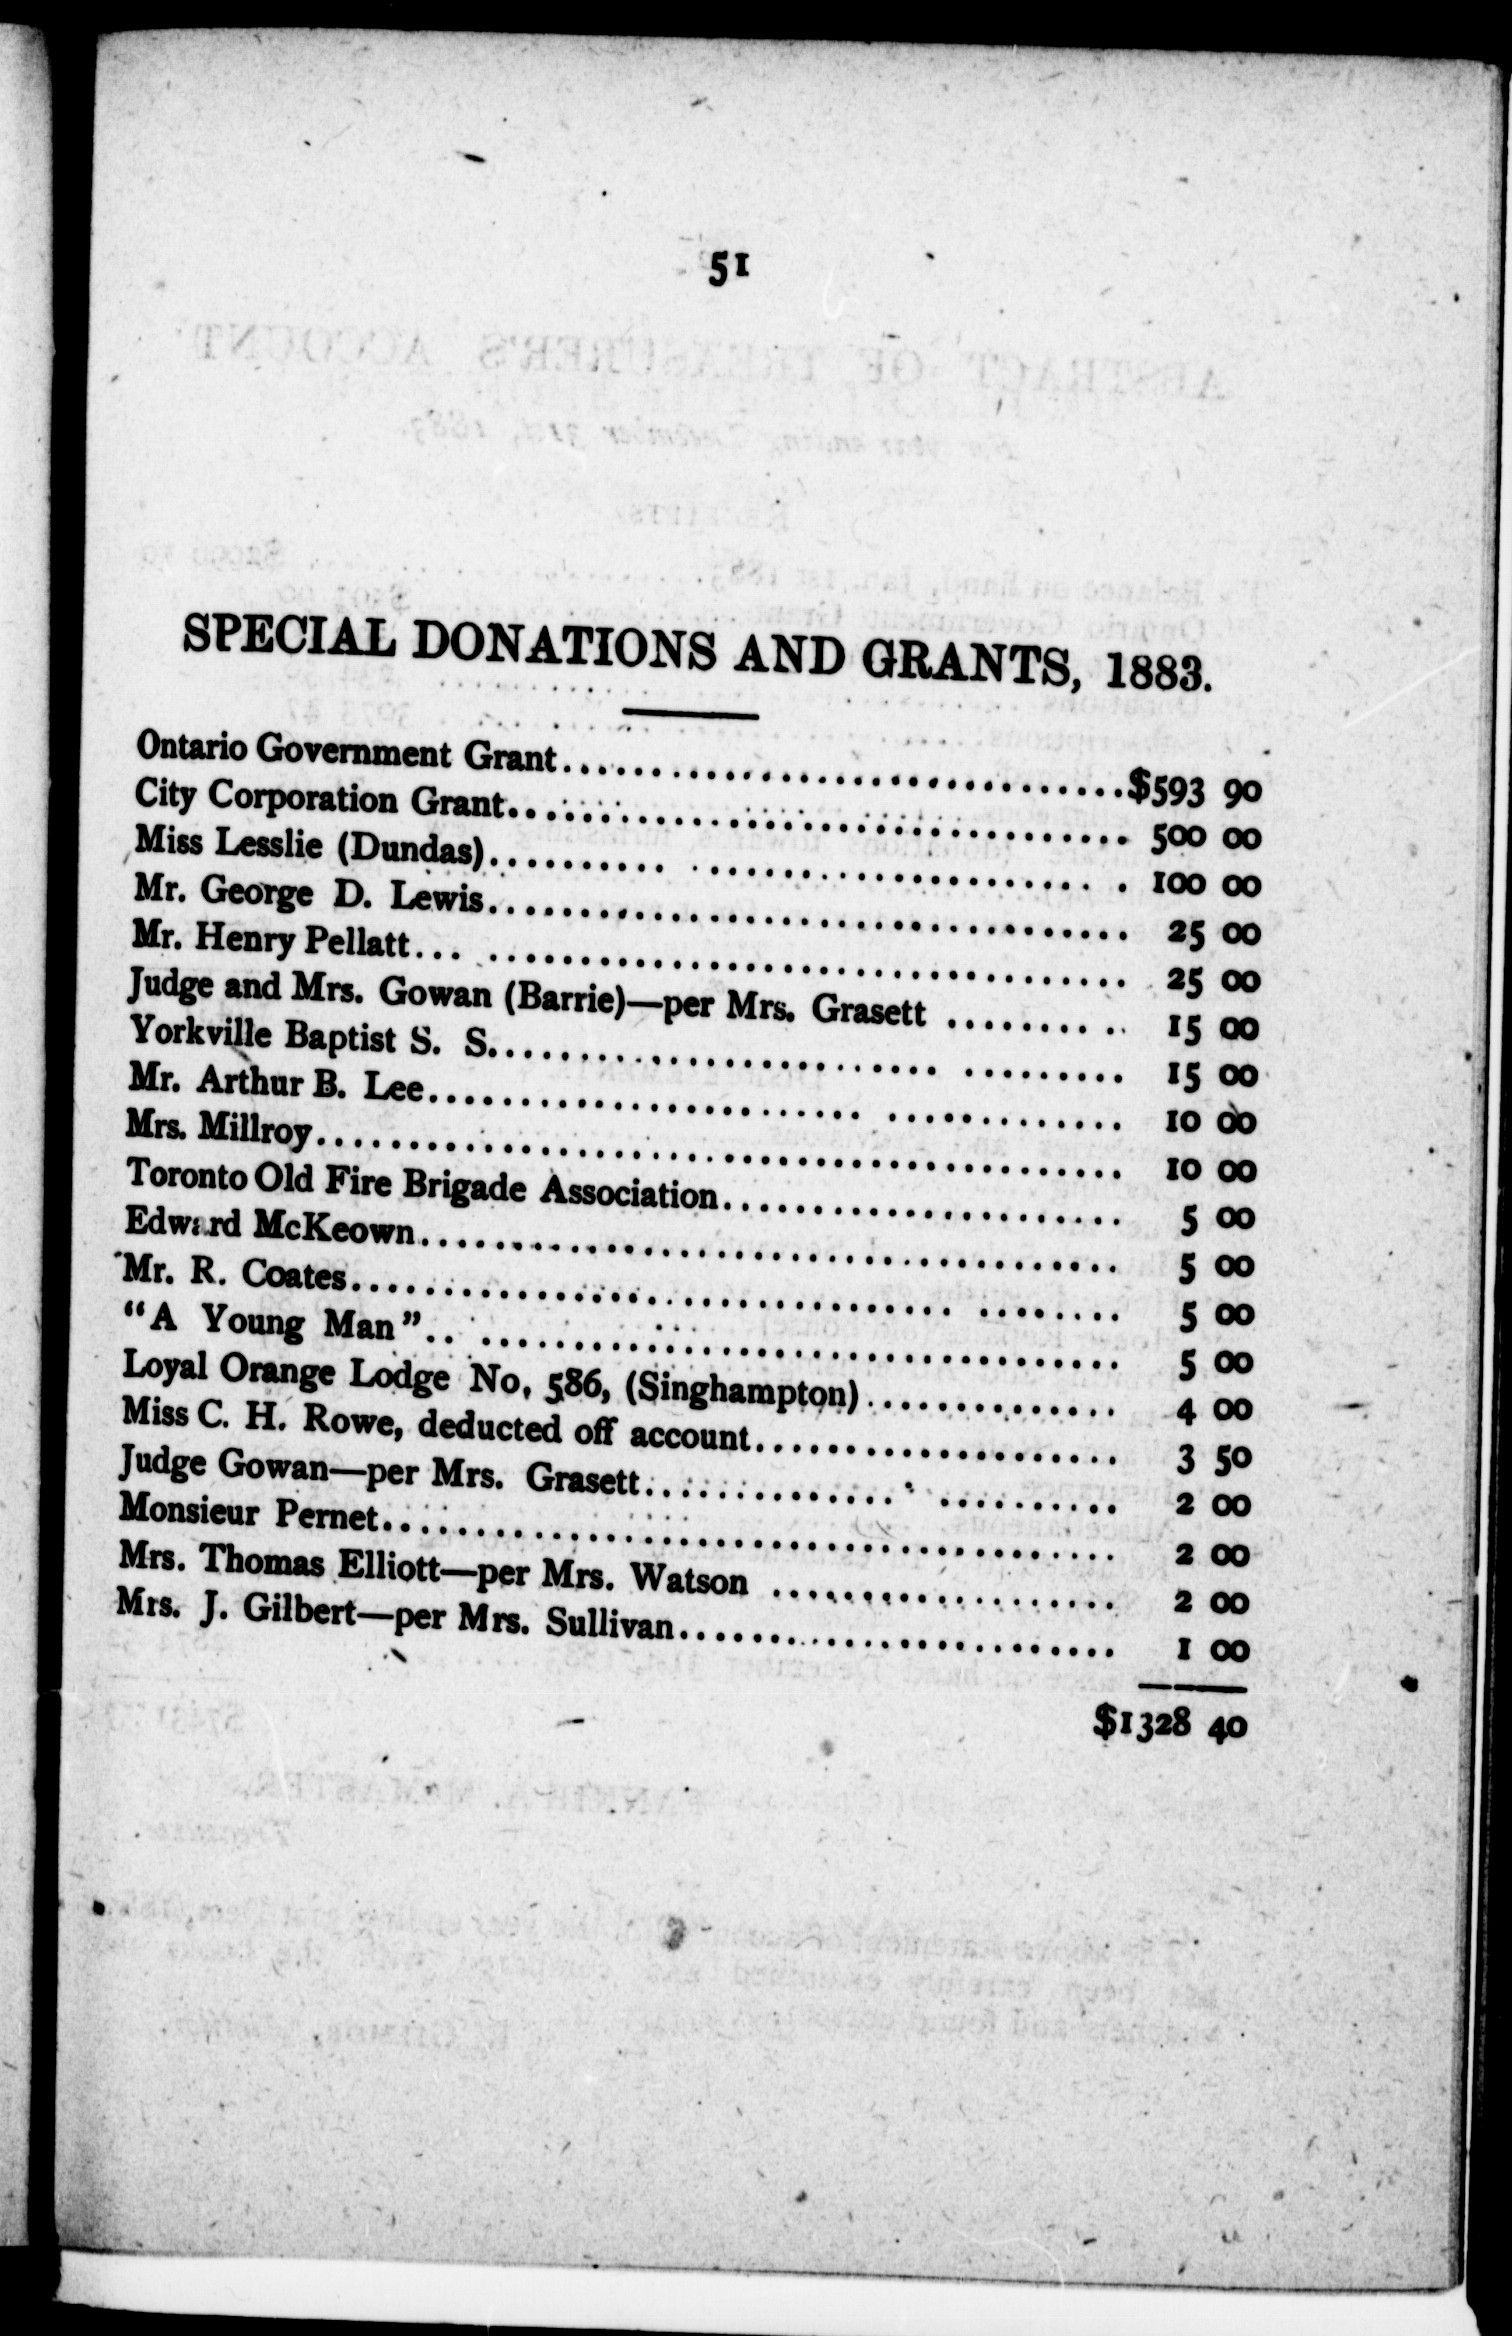 51
SPECIAL DONATIONS AND GRANTS, 1883.
Ontario Government Grant........................................$593 90
City Corporation Grant........................................ 500 00
Miss Lesslie (Dundas).......... ........................ 100 00
Mr. George D. Lewis........................................ 25 00
Mr. Henry Pellatt... .................................... 25 00
Judge and Mrs. Gowan (Barrie)—per Mrs. Grasett .......... 15 00
Yorkville Baptist S. S......................... ......... 15 00
Mr. Arthur B. Lee........................ ............. 10 00
Mrs. Millroy............................................. 10 00
Toronto Old Fire Brigade Association...................... 5 00
Edward McKeown....................................... 5 00
Mr. R. Coates................................. ........ 5 00
"A Young Man".. ................................... 5 00
Loyal Orange Lodge No, 586, (Singhampton).............. 4 00
Miss C. H. Rowe, deducted off account.................... 3 50
Judge Gowan—per Mrs. Grasett.............. .......... 2 00
Monsieur Pernet........................................ 2 00
Mrs. Thomas Elliott—per Mrs. Watson ................... 2 00
Mrs. J. Gilbert—per Mrs. Sullivan........................ 1 00
$1328 40